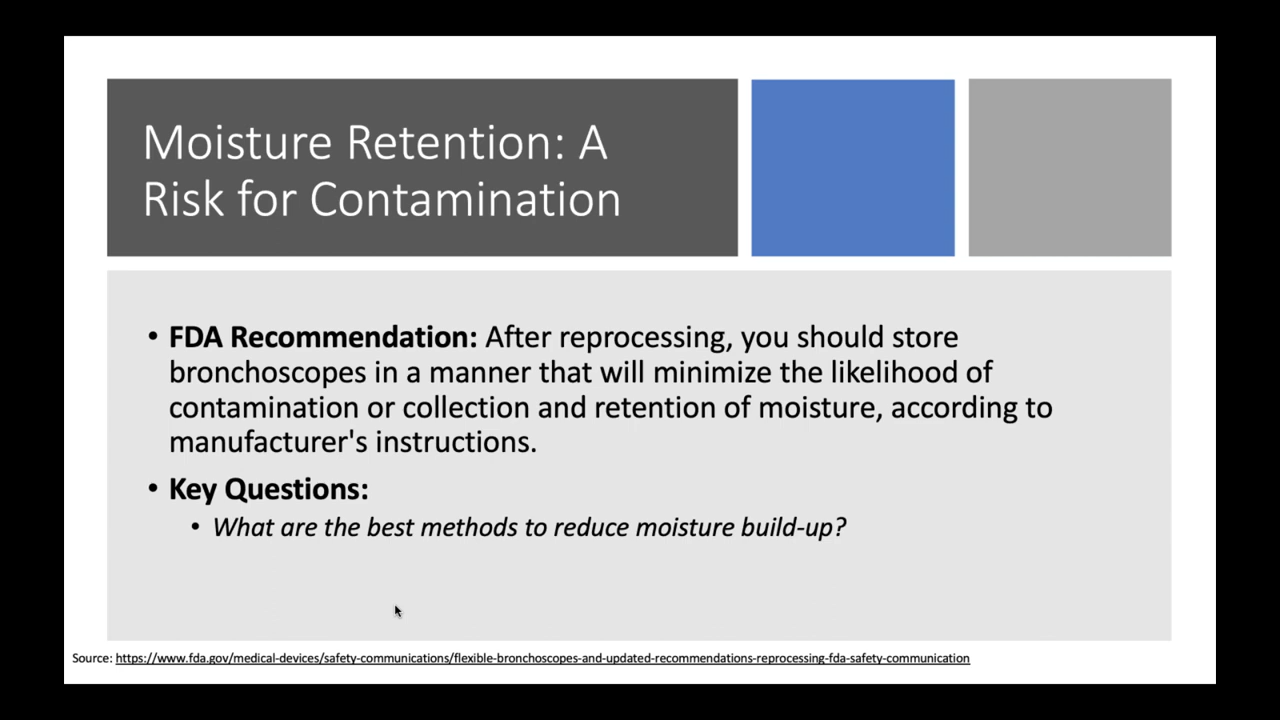 Moisture Retention: A
Risk for Contamination
• FDA Recommendation: After reprocessing, you should store
bronchoscopes in a manner that will minimize the likelihood of
contamination or collection and retention of moisture, according to
manufacturer's instructions.
• Key Questions:
• What are the best methods to reduce moisture build-up?
Source: https://www.fda.gov/medical-devices/safety-communications/flexible-bronchoscopes-and-updated-recommendations-reprocessing-fda-safety-communication